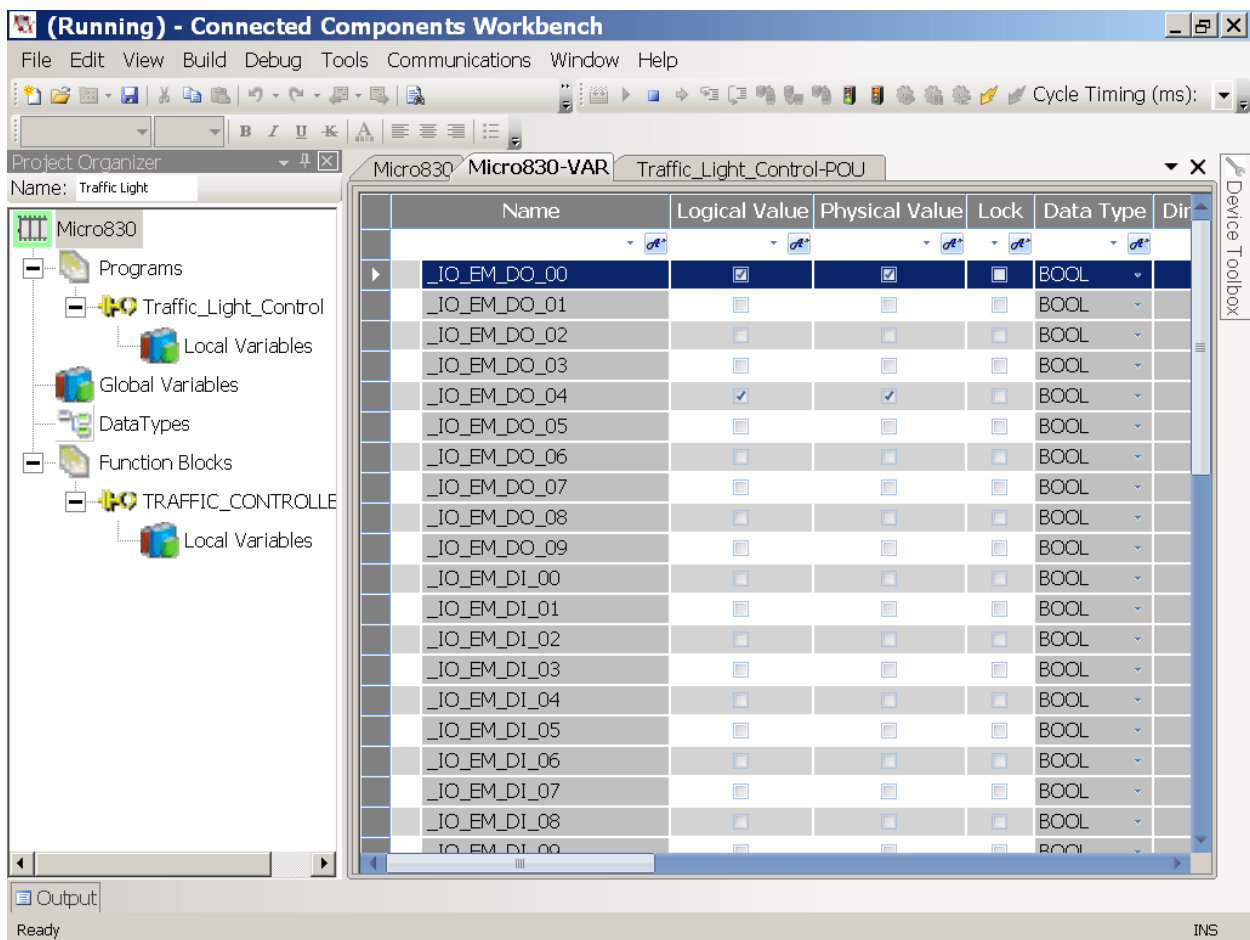 (Running) - Connected Components Workbench
File Edit View Build Debug Tools Communications Window Help
Cycle Timing (ms):
B I U K A
Project Organizer
Name: Traffic Light
Micro830
Programs
Traffic_Light_Control
Local Variables
Global Variables
DataTypes
Function Blocks
TRAFFIC_CONTROLLE
Local Variables
Micro830 Micro830-VAR Traffic_Light_Control-POU
Name Logical Value Physical Value Lock Data Type Dir
_IO_EM_DO_00 BOOL
_IO_EM_DO_01 BOOL
_IO_EM_DO_02 BOOL
_IO_EM_DO_03 BOOL
_IO_EM_DO_04 BOOL
_IO_EM_DO_05 BOOL
_IO_EM_DO_06 BOOL
_IO_EM_DO_07 BOOL
_IO_EM_DO_08 BOOL
_IO_EM_DO_09 BOOL
_IO_EM_DI_00 BOOL
_IO_EM_DI_01 BOOL
_IO_EM_DI_02 BOOL
_IO_EM_DI_03 BOOL
_IO_EM_DI_04 BOOL
_IO_EM_DI_05 BOOL
_IO_EM_DI_06 BOOL
_IO_EM_DI_07 BOOL
_IO_EM_DI_08 BOOL
_IO_EM_DI_09 BOOL
Device Toolbox
Output
Ready INS